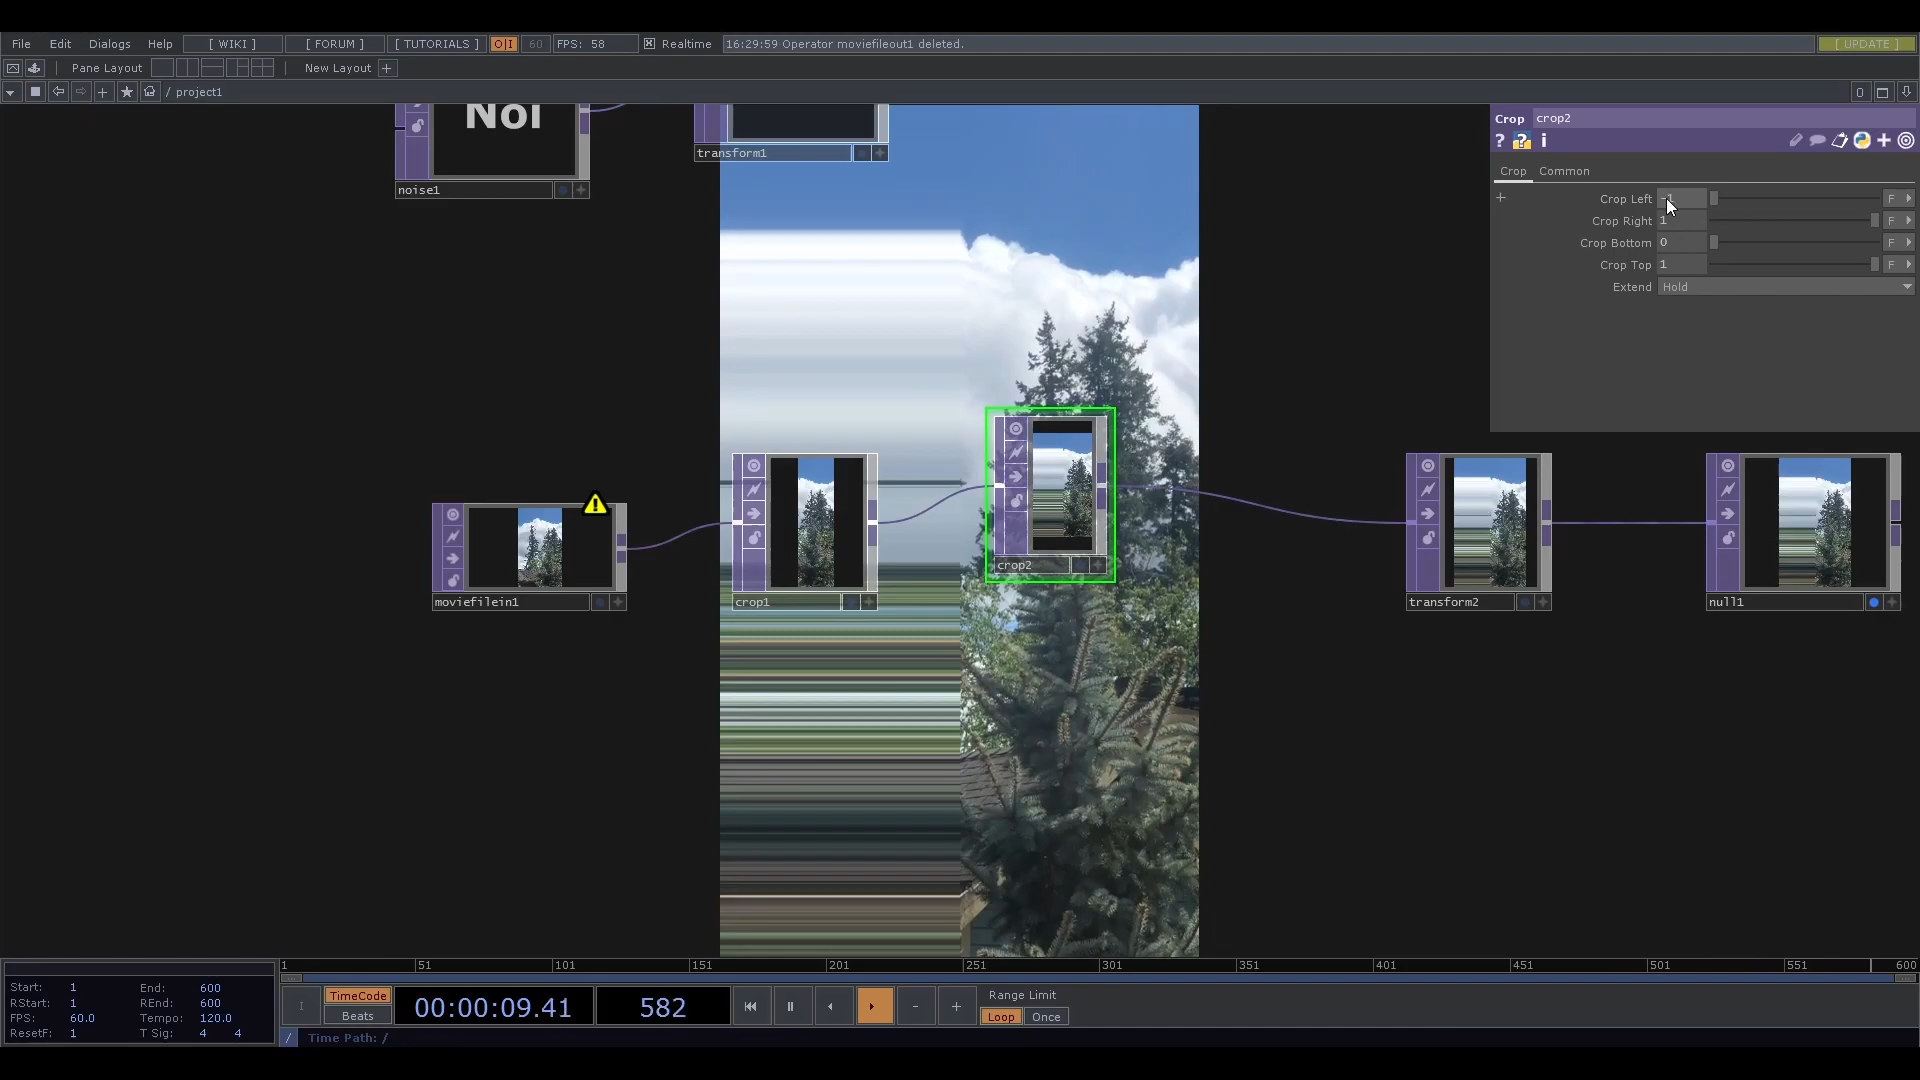 File Edit Dialogs Help [ WIKI ] [ FORUM ] [ TUTORIALS ] O|I 60 FPS: 58 Realtime 16:29:59 Operator moviefileout1 deleted. [ UPDATE ]
Pane Layout New Layout +
/ project1 0
Noi
noise1
transform1
Crop crop2
? ? i
Crop Common
Crop Left -1 F
Crop Right 1 F
Crop Bottom 0 F
Crop Top 1 F
Extend Hold
moviefilein1
crop1
crop2
transform2
null1
1 51 101 151 201 251 301 351 401 451 501 551 600
Start: 1 End: 600
RStart: 1 REnd: 600
FPS: 60.0 Tempo: 120.0
ResetF: 1 T Sig: 4 4
I TimeCode Beats 00:00:09.41 582 - + Range Limit
Loop Once
/ Time Path: /